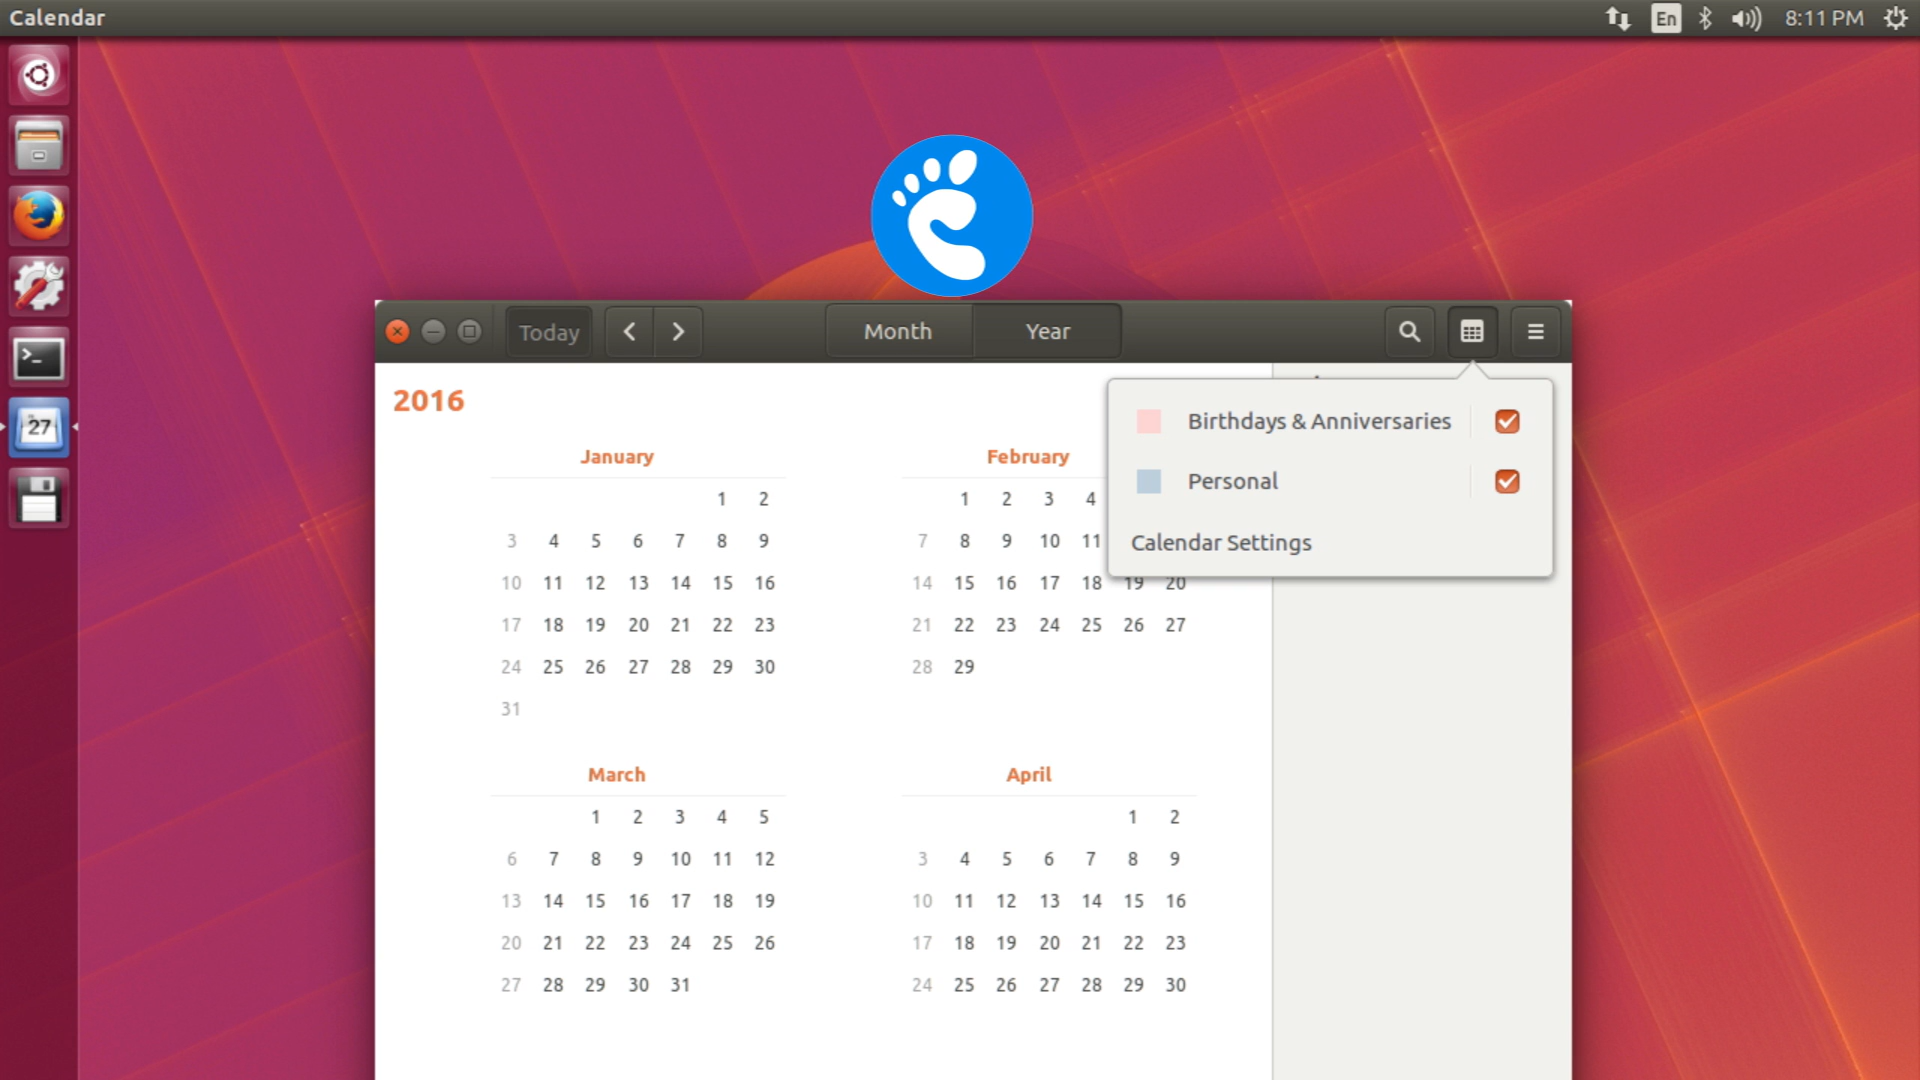 Calendar
En
8:11 PM
Today
Month
Year
2016
Birthdays & Anniversaries
Personal
Calendar Settings
27
>_
January
1 2
3 4 5 6 7 8 9
10 11 12 13 14 15 16
17 18 19 20 21 22 23
24 25 26 27 28 29 30
31
February
1 2 3 4
7 8 9 10 11
14 15 16 17 18 19 20
21 22 23 24 25 26 27
28 29
March
1 2 3 4 5
6 7 8 9 10 11 12
13 14 15 16 17 18 19
20 21 22 23 24 25 26
27 28 29 30 31
April
1 2
3 4 5 6 7 8 9
10 11 12 13 14 15 16
17 18 19 20 21 22 23
24 25 26 27 28 29 30